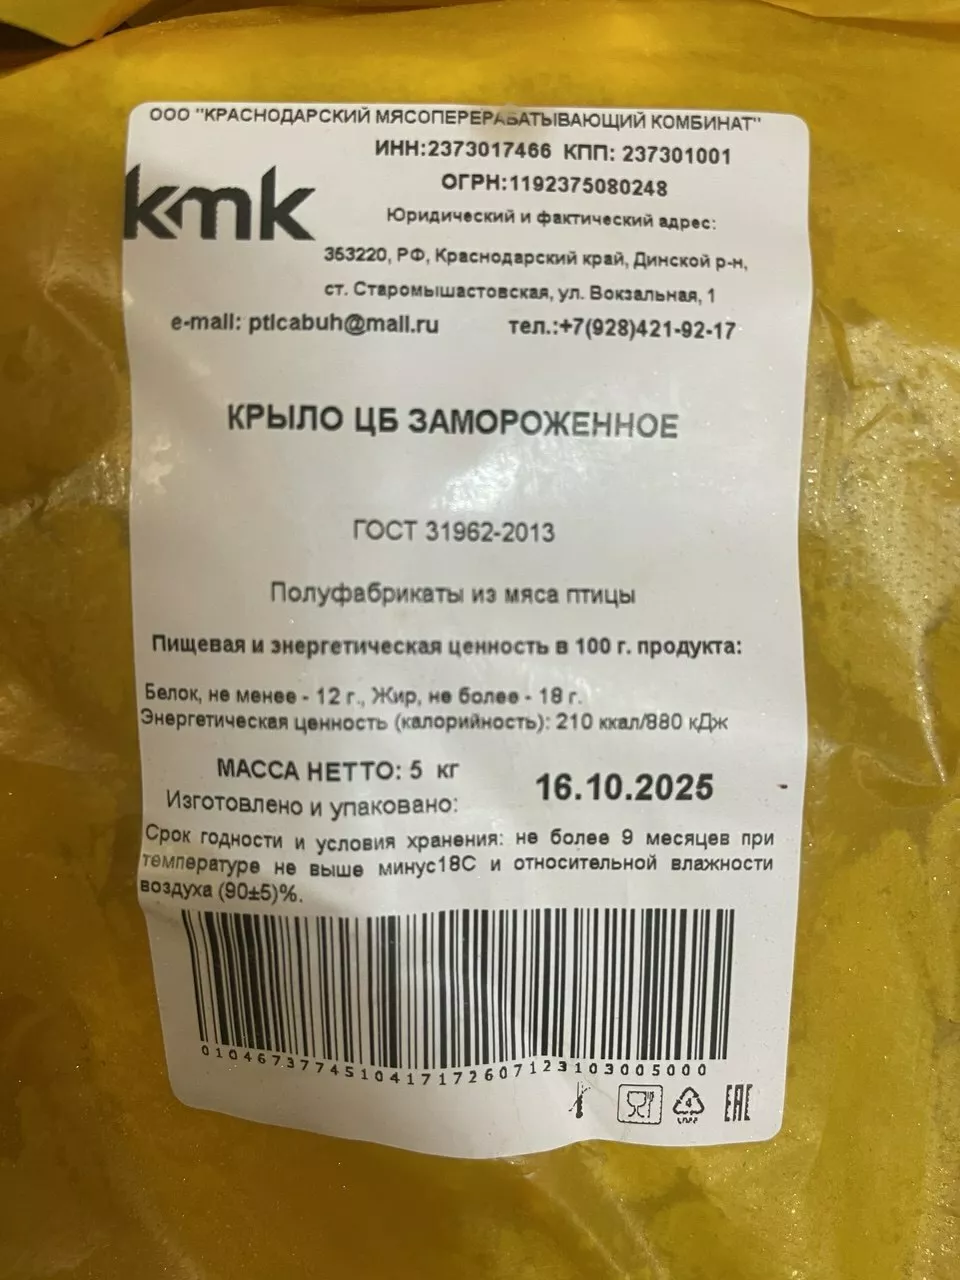 ООО "КРАСНОДАРСКИЙ МЯСОПЕРЕРАБАТЫВАЮЩИЙ КОМБИНАТ"
ИНН:2373017466 КПП: 237301001
ОГРН:1192375080248
kmk
Юридический и фактический адрес:
353220, РФ, Краснодарский край, Динской р-н,
ст. Старомышастовская, ул. Вокзальная, 1
e-mail: pticabuh@mail.ru тел.:+7(928)421-92-17
КРЫЛО ЦБ ЗАМОРОЖЕННОЕ
ГОСТ 31962-2013
Полуфабрикаты из мяса птицы
Пищевая и энергетическая ценность в 100 г. продукта:
Белок, не менее - 12 г., Жир, не более - 18 г.
Энергетическая ценность (калорийность): 210 ккал/880 кДж
МАССА НЕТТО: 5 кг
Изготовлено и упаковано: 16.10.2025
Срок годности и условия хранения: не более 9 месяцев при
температуре не выше минус18С и относительной влажности
воздуха (90±5)%.
0104673774510417172607123103005000
4
EAC